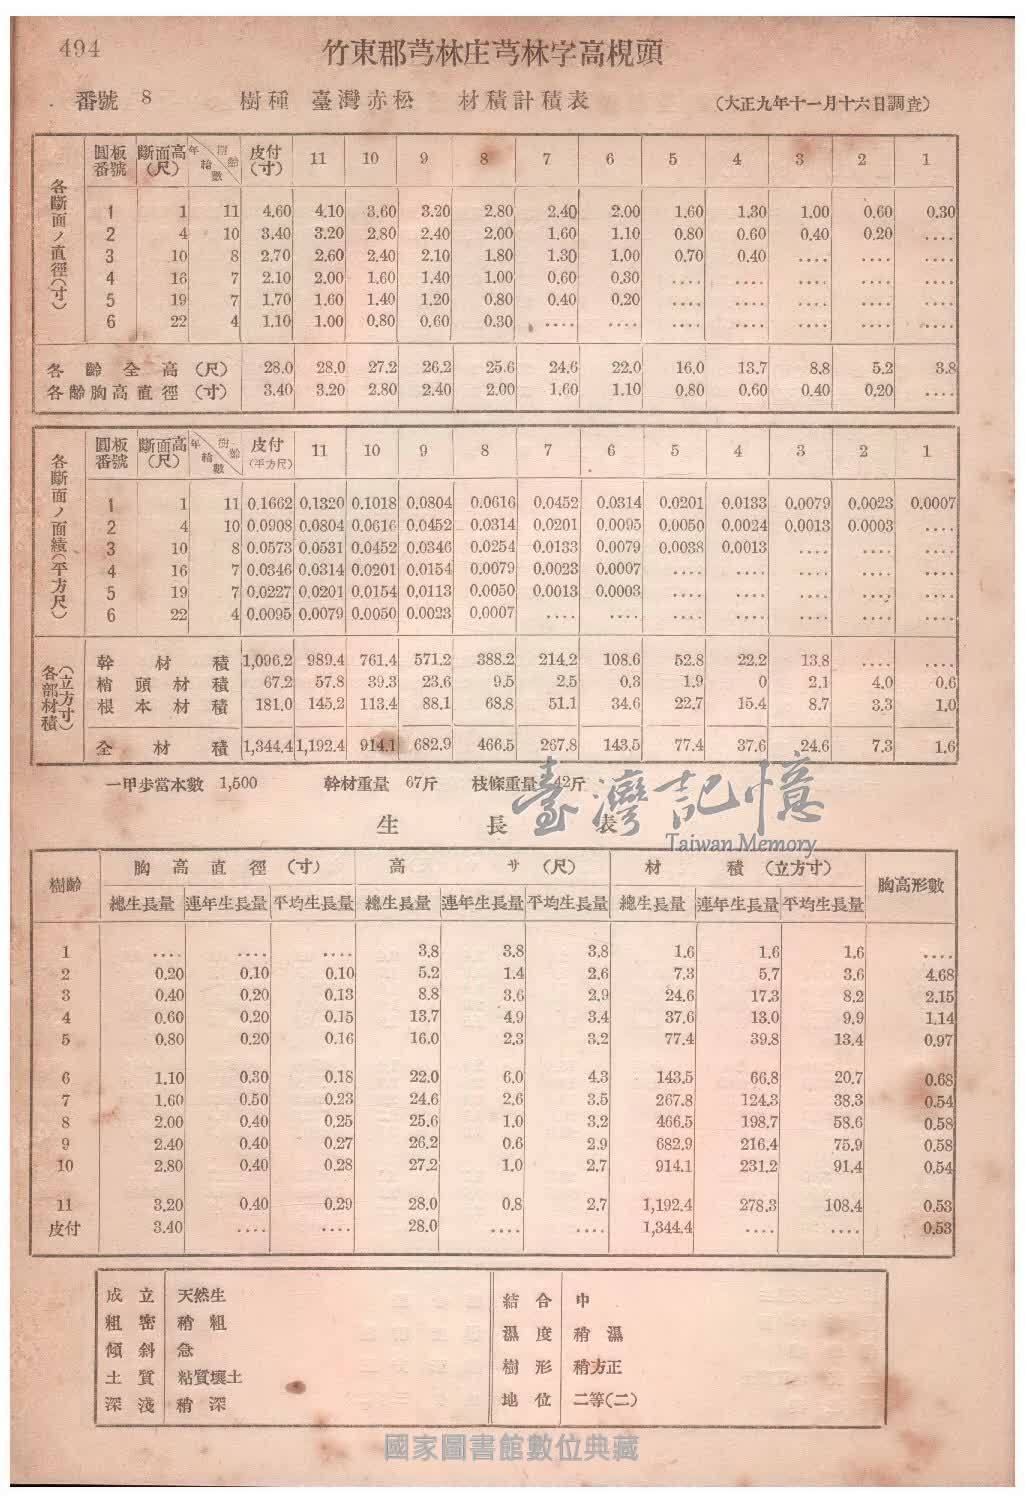 494
竹東郡芎林庄芎林字高梘頭
番號 8 樹種 臺灣赤松 材積計積表 (大正九年十一月十六日調査)
各斷面ノ直徑(寸)
圓板番號 斷面高(尺) 年輪數 樹齡 皮付(寸) 11 10 9 8 7 6 5 4 3 2 1
1 1 11 4.60 4.10 3.60 3.20 2.80 2.40 2.00 1.60 1.30 1.00 0.60 0.30
2 4 10 3.40 3.20 2.80 2.40 2.00 1.60 1.10 0.80 0.60 0.40 0.20 ....
3 10 8 2.70 2.60 2.40 2.10 1.80 1.30 1.00 0.70 0.40 .... .... ....
4 16 7 2.10 2.00 1.60 1.40 1.00 0.60 0.30 .... .... .... .... ....
5 19 7 1.70 1.60 1.40 1.20 0.80 0.40 0.20 .... .... .... .... ....
6 22 4 1.10 1.00 0.80 0.60 0.30 .... .... .... .... .... .... ....
各齡全高(尺) 28.0 28.0 27.2 26.2 25.6 24.6 22.0 16.0 13.7 8.8 5.2 3.8
各齡胸高直徑(寸) 3.40 3.20 2.80 2.40 2.00 1.60 1.10 0.80 0.60 0.40 0.20 ....
各斷面ノ面績(平方尺)
圓板番號 斷面高(尺) 年輪數 樹齡 皮付(平方尺) 11 10 9 8 7 6 5 4 3 2 1
1 1 11 0.1662 0.1320 0.1018 0.0804 0.0616 0.0452 0.0314 0.0201 0.0133 0.0079 0.0023 0.0007
2 4 10 0.0908 0.0804 0.0616 0.0452 0.0314 0.0201 0.0095 0.0050 0.0024 0.0013 0.0003 ....
3 10 8 0.0573 0.0531 0.0452 0.0346 0.0254 0.0133 0.0079 0.0038 0.0013 .... .... ....
4 16 7 0.0346 0.0314 0.0201 0.0154 0.0079 0.0023 0.0007 .... .... .... .... ....
5 19 7 0.0227 0.0201 0.0154 0.0113 0.0050 0.0013 0.0003 .... .... .... .... ....
6 22 4 0.0095 0.0079 0.0050 0.0023 0.0007 .... .... .... .... .... .... ....
各部材積(立方寸)
幹材積 1,096.2 989.4 761.4 571.2 388.2 214.2 108.6 52.8 22.2 13.8 .... ....
梢頭材積 67.2 57.8 39.3 23.6 9.5 2.5 0.3 1.9 0 2.1 4.0 0.6
根本材積 181.0 145.2 113.4 88.1 68.8 51.1 34.6 22.7 15.4 8.7 3.3 1.0
全材積 1,344.4 1,192.4 914.1 682.9 466.5 267.8 143.5 77.4 37.6 24.6 7.3 1.6
一甲步當本數 1,500 幹材重量 67斤 枝條重量 42斤
臺灣記憶
Taiwan Memory
生長表
樹齡 胸高直徑(寸) 高サ(尺) 材積(立方寸) 胸高形數
總生長量 連年生長量 平均生長量 總生長量 連年生長量 平均生長量 總生長量 連年生長量 平均生長量
1 .... .... .... 3.8 3.8 3.8 1.6 1.6 1.6 ....
2 0.20 0.10 0.10 5.2 1.4 2.6 7.3 5.7 3.6 4.68
3 0.40 0.20 0.13 8.8 3.6 2.9 24.6 17.3 8.2 2.15
4 0.60 0.20 0.15 13.7 4.9 3.4 37.6 13.0 9.9 1.14
5 0.80 0.20 0.16 16.0 2.3 3.2 77.4 39.8 13.4 0.97
6 1.10 0.30 0.18 22.0 6.0 4.3 143.5 66.8 20.7 0.68
7 1.60 0.50 0.23 24.6 2.6 3.5 267.8 124.3 38.3 0.54
8 2.00 0.40 0.25 25.6 1.0 3.2 466.5 198.7 58.6 0.58
9 2.40 0.40 0.27 26.2 0.6 2.9 682.9 216.4 75.9 0.58
10 2.80 0.40 0.28 27.2 1.0 2.7 914.1 231.2 91.4 0.54
11 3.20 0.40 0.29 28.0 0.8 2.7 1,192.4 278.3 108.4 0.53
皮付 3.40 .... .... 28.0 .... .... 1,344.4 .... .... 0.53
成立 天然生
粗密 稍粗
傾斜 急
土質 粘質壤土
深淺 稍深
結合 中
濕度 稍濕
樹形 稍方正
地位 二等(二)
國家圖書館數位典藏